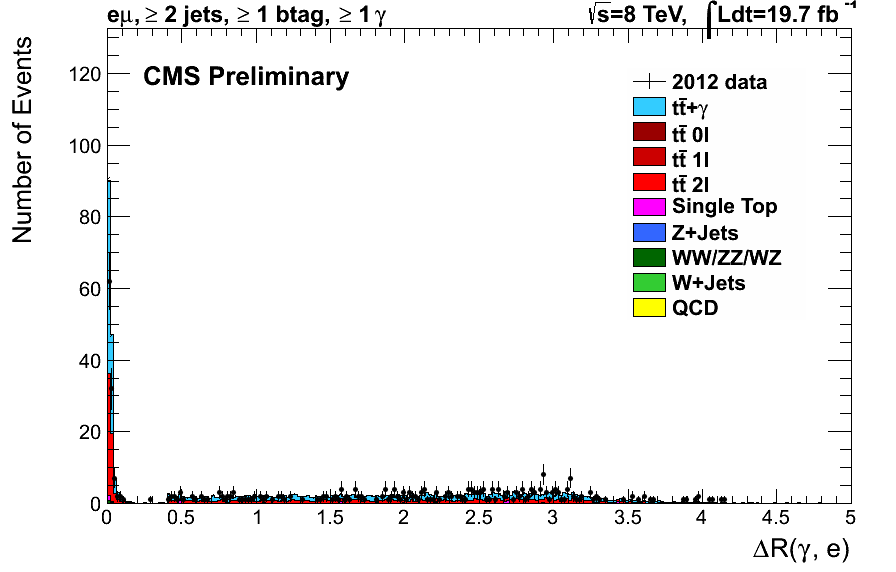 eμ, ≥ 2 jets, ≥ 1 btag, ≥ 1 γ
√s=8 TeV, ∫Ldt=19.7 fb⁻¹
CMS Preliminary
Number of Events
120
100
80
60
40
20
0
2012 data
tt̄+γ
tt̄ 0l
tt̄ 1l
tt̄ 2l
Single Top
Z+Jets
WW/ZZ/WZ
W+Jets
QCD
0 0.5 1 1.5 2 2.5 3 3.5 4 4.5 5
ΔR(γ, e)